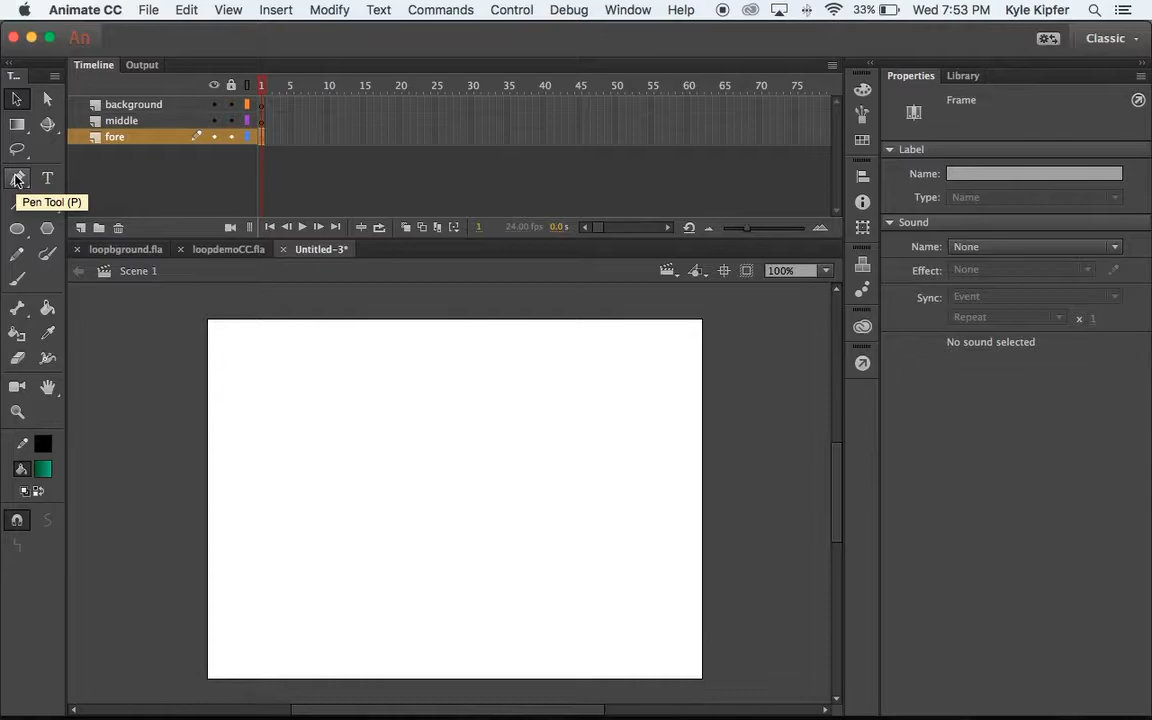 Animate CC File Edit View Insert Modify Text Commands Control Debug Window Help 33% Wed 7:53 PM Kyle Kipfer
An Classic
T... Timeline Output Properties Library
1 5 10 15 20 25 30 35 40 45 50 55 60 65 70 75
Frame
background
middle
fore
Label
Name:
Type: Name
Pen Tool (P)
T
Sound
1 24.00 fps 0.0 s
Name: None
loopbground.fla loopdemoCC.fla Untitled-3*
Effect: None
Scene 1 100%
Sync: Event
Repeat x 1
No sound selected
S